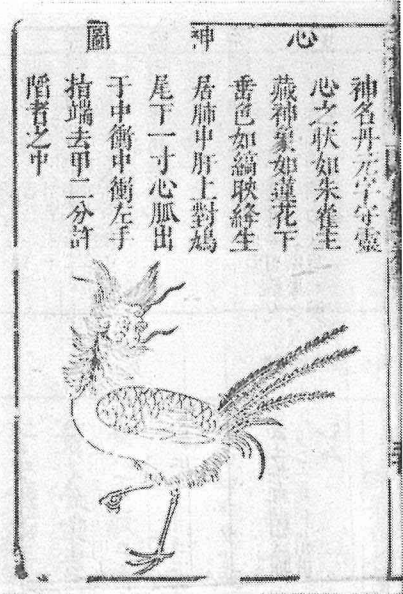 心神圖
神名丹元字守靈
心之狀如朱雀主
藏神象如蓮花下
垂色如縞映絳生
居肺中肝上對鳩
尾下一寸心脈出
于中衝中衝左手
指端去甲二分許
陷者之中